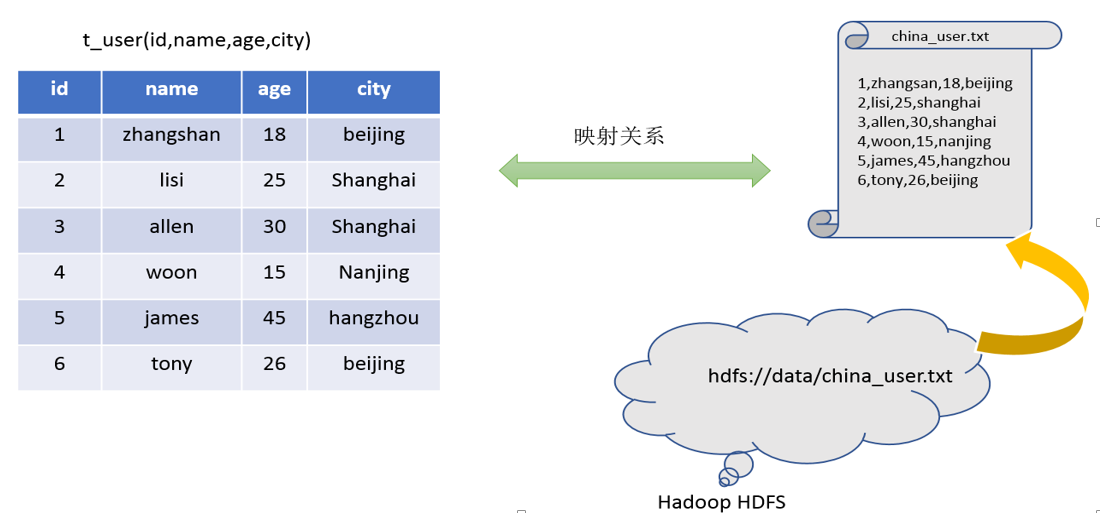 t_user(id,name,age,city)
id name age city
1 zhangshan 18 beijing
2 lisi 25 Shanghai
3 allen 30 Shanghai
4 woon 15 Nanjing
5 james 45 hangzhou
6 tony 26 beijing
映射关系
china_user.txt
1,zhangsan,18,beijing
2,lisi,25,shanghai
3,allen,30,shanghai
4,woon,15,nanjing
5,james,45,hangzhou
6,tony,26,beijing
hdfs://data/china_user.txt
Hadoop HDFS